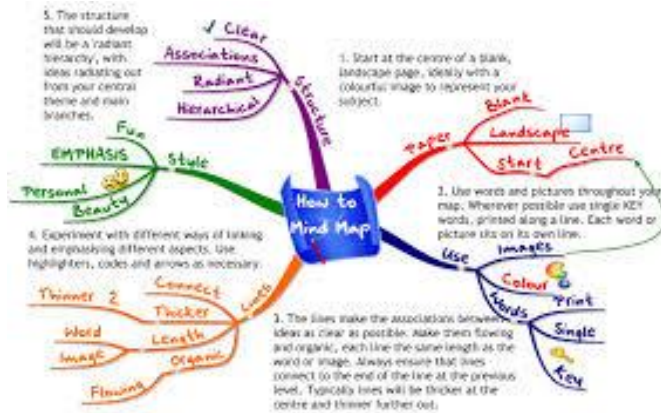 5. The structure
that should develop
will be a 'radiant
hierarchy', with
ideas radiating out
from your central
theme and main
branches.
Clear
Associations
Radiant
Hierarchical
Structure
1. Start at the centre of a blank,
landscape page, ideally with a
colourful image to represent your
subject.
Paper
Blank
Landscape
Start
Centre
Fun
EMPHASIS
Personal
Beauty
Style
How to
Mind Map
2. Use words and pictures throughout your
map. Wherever possible use single KEY
words, printed along a line. Each word or
picture sits on its own line.
Use
Images
Colour
Words
Print
Single
Key
4. Experiment with different ways of linking
and emphasising different aspects. Use
highlighters, codes and arrows as necessary.
Lines
Connect
Thinner 2 Thicker
Length
Word
Image
Organic
Flowing
3. The lines make the associations between
ideas as clear as possible. Make them flowing
and organic, each line the same length as the
word or image. Always ensure that lines
connect to the end of the line at the previous
level. Typically lines will be thicker at the
centre and thinner further out.